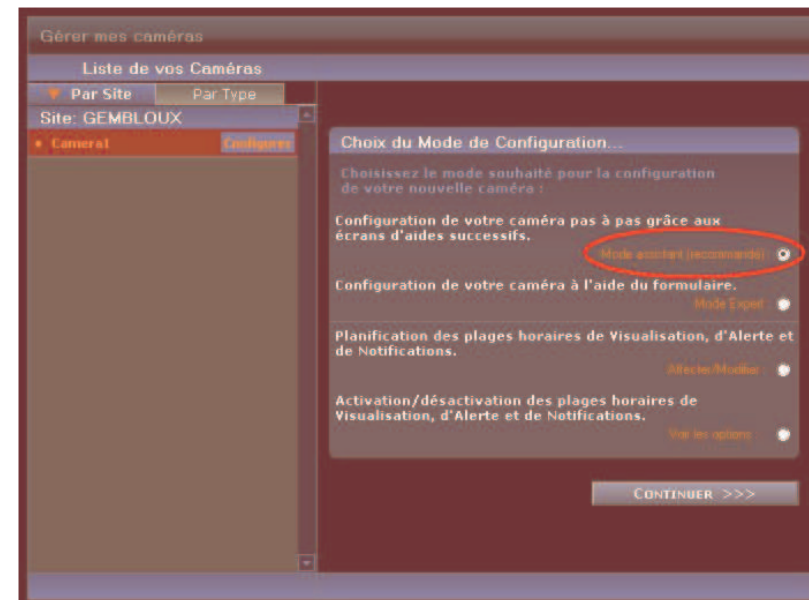 Gérer mes caméras
Liste de vos Caméras
Par Site
Par Type
Site: GEMBLOUX
Camera1
Configurer
Choix du Mode de Configuration...
Choisissez le mode souhaité pour la configuration
de votre nouvelle caméra :
Configuration de votre caméra pas à pas grâce aux
écrans d'aides successifs.
Mode assistant (recommandé)
Configuration de votre caméra à l'aide du formulaire.
Mode Expert
Planification des plages horaires de Visualisation, d'Alerte et
de Notifications.
Affecter/Modifier
Activation/désactivation des plages horaires de
Visualisation, d'Alerte et de Notifications.
Voir les options
CONTINUER >>>